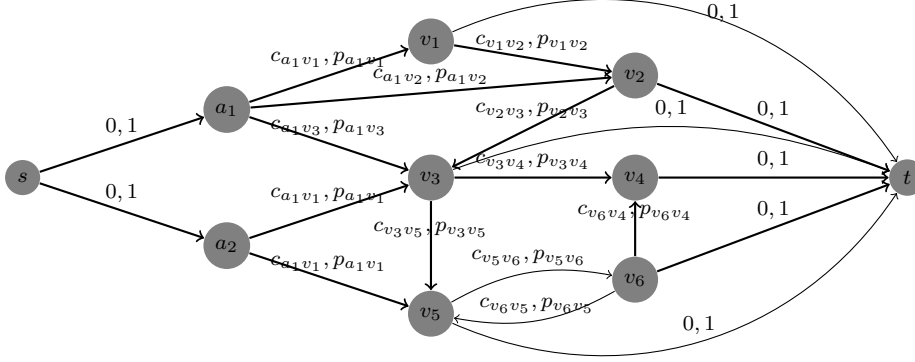 0, 1
v1
c_{v1v2}, p_{v1v2}
c_{a1v1}, p_{a1v1}
c_{a1v2}, p_{a1v2}
v2
a1
c_{v2v3}, p_{v2v3}
0, 1
0, 1
0, 1
c_{a1v3}, p_{a1v3}
c_{v3v4}, p_{v3v4}
0, 1
s
v3
v4
t
c_{a1v1}, p_{a1v1}
0, 1
c_{v3v5}, p_{v3v5}
c_{v6v4}, p_{v6v4}
0, 1
a2
c_{a1v1}, p_{a1v1}
c_{v5v6}, p_{v5v6}
v6
c_{v6v5}, p_{v6v5}
v5
0, 1